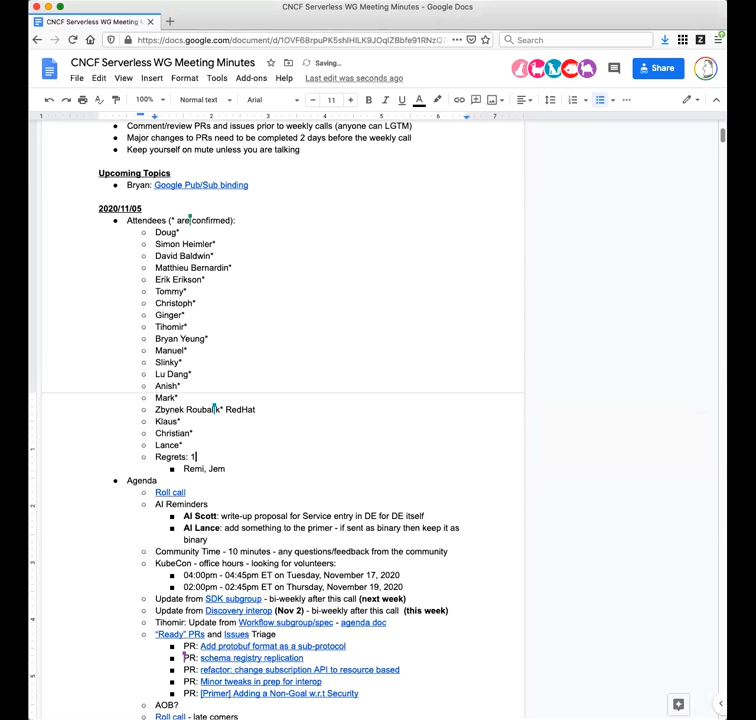 CNCF Serverless WG Meeting Minutes - Google Docs
CNCF Serverless WG Meeting M
Search
CNCF Serverless WG Meeting Minutes
Saving...
File Edit View Insert Format Tools Add-ons Help Last edit was seconds ago
Share
100% Normal text Arial 11
1 1 2 3 4 5 6 7
Comment/review PRs and issues prior to weekly calls (anyone can LGTM)
Major changes to PRs need to be completed 2 days before the weekly call
Keep yourself on mute unless you are talking
Upcoming Topics
Bryan: Google Pub/Sub binding
2020/11/05
Attendees (* are confirmed):
Doug*
Simon Heimler*
David Baldwin*
Matthieu Bernardin*
Erik Erikson*
Tommy*
Christoph*
Ginger*
Tihomir*
Bryan Yeung*
Manuel*
Slinky*
Lu Dang*
Anish*
Mark*
Zbynek Roubalik* RedHat
Klaus*
Christian*
Lance*
Regrets: 1
Remi, Jem
Agenda
Roll call
AI Reminders
AI Scott: write-up proposal for Service entry in DE for DE itself
AI Lance: add something to the primer - if sent as binary then keep it as
binary
Community Time - 10 minutes - any questions/feedback from the community
KubeCon - office hours - looking for volunteers:
04:00pm - 04:45pm ET on Tuesday, November 17, 2020
02:00pm - 02:45pm ET on Thursday, November 19, 2020
Update from SDK subgroup - bi-weekly after this call (next week)
Update from Discovery interop (Nov 2) - bi-weekly after this call (this week)
Tihomir: Update from Workflow subgroup/spec - agenda doc
"Ready" PRs and Issues Triage
PR: Add protobuf format as a sub-protocol
PR: schema registry replication
PR: refactor: change subscription API to resource based
PR: Minor tweaks in prep for interop
PR: [Primer] Adding a Non-Goal w.r.t Security
AOB?
Roll call - late comers